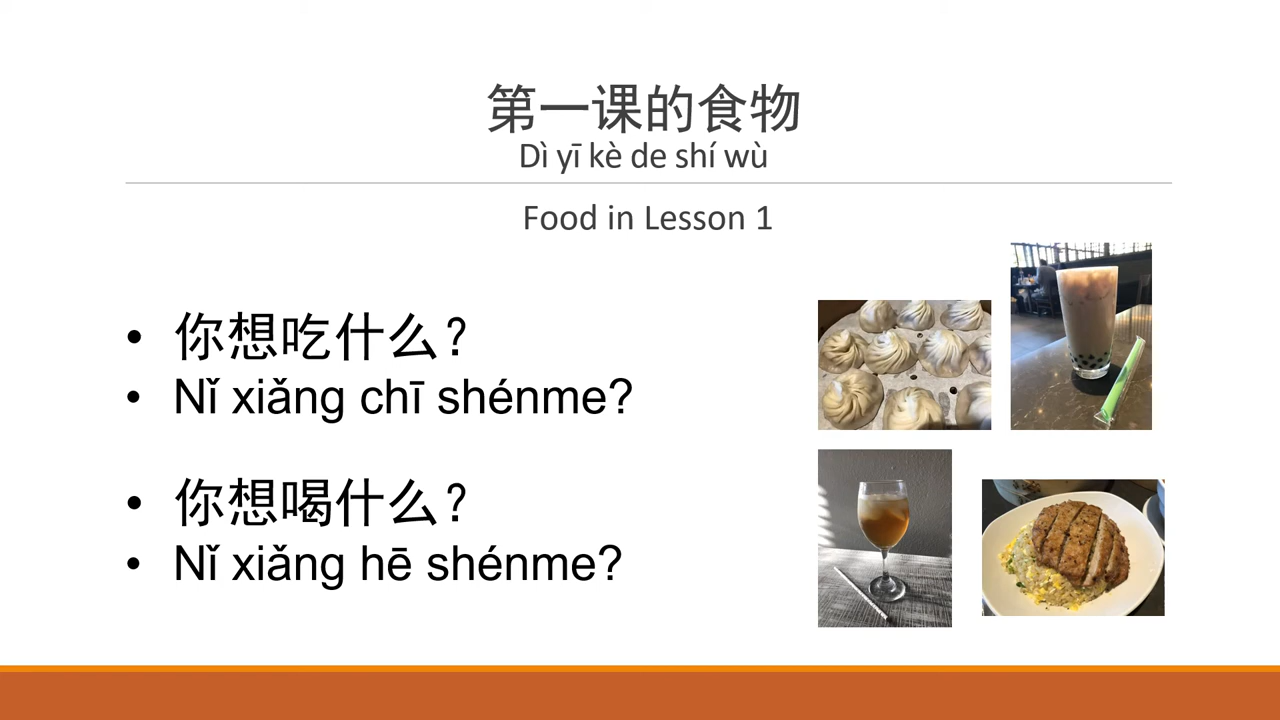 第一课的食物
Dì yī kè de shí wù
Food in Lesson 1
• 你想吃什么?
• Nǐ xiǎng chī shénme?
• 你想喝什么?
• Nǐ xiǎng hē shénme?